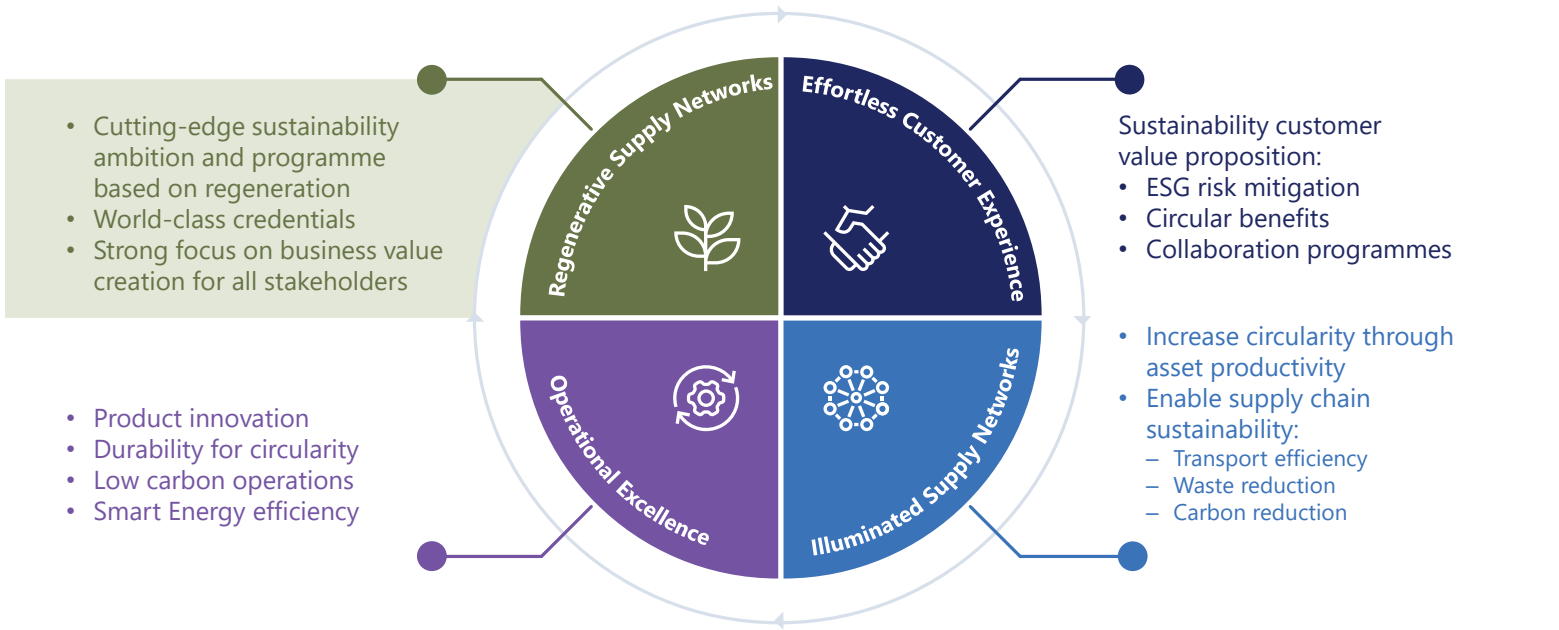 Regenerative Supply Networks
• Cutting-edge sustainability
ambition and programme
based on regeneration
• World-class credentials
• Strong focus on business value
creation for all stakeholders
Effortless Customer Experience
Sustainability customer
value proposition:
• ESG risk mitigation
• Circular benefits
• Collaboration programmes
Operational Excellence
• Product innovation
• Durability for circularity
• Low carbon operations
• Smart Energy efficiency
Illuminated Supply Networks
• Increase circularity through
asset productivity
• Enable supply chain
sustainability:
– Transport efficiency
– Waste reduction
– Carbon reduction